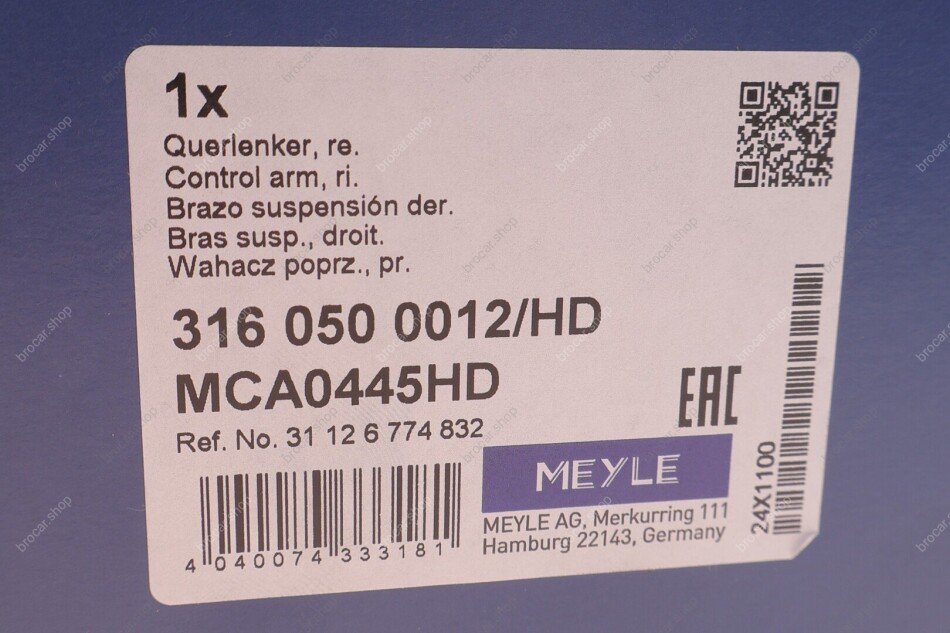 1x
Querlenker, re.
Control arm, ri.
Brazo suspensión der.
Bras susp., droit.
Wahacz poprz., pr.
316 050 0012/HD
MCA0445HD
Ref. No. 31 12 6 774 832
EAC
MEYLE
MEYLE AG, Merkurring 111
Hamburg 22143, Germany
4 040074 333181
24X1100
brocar.shop